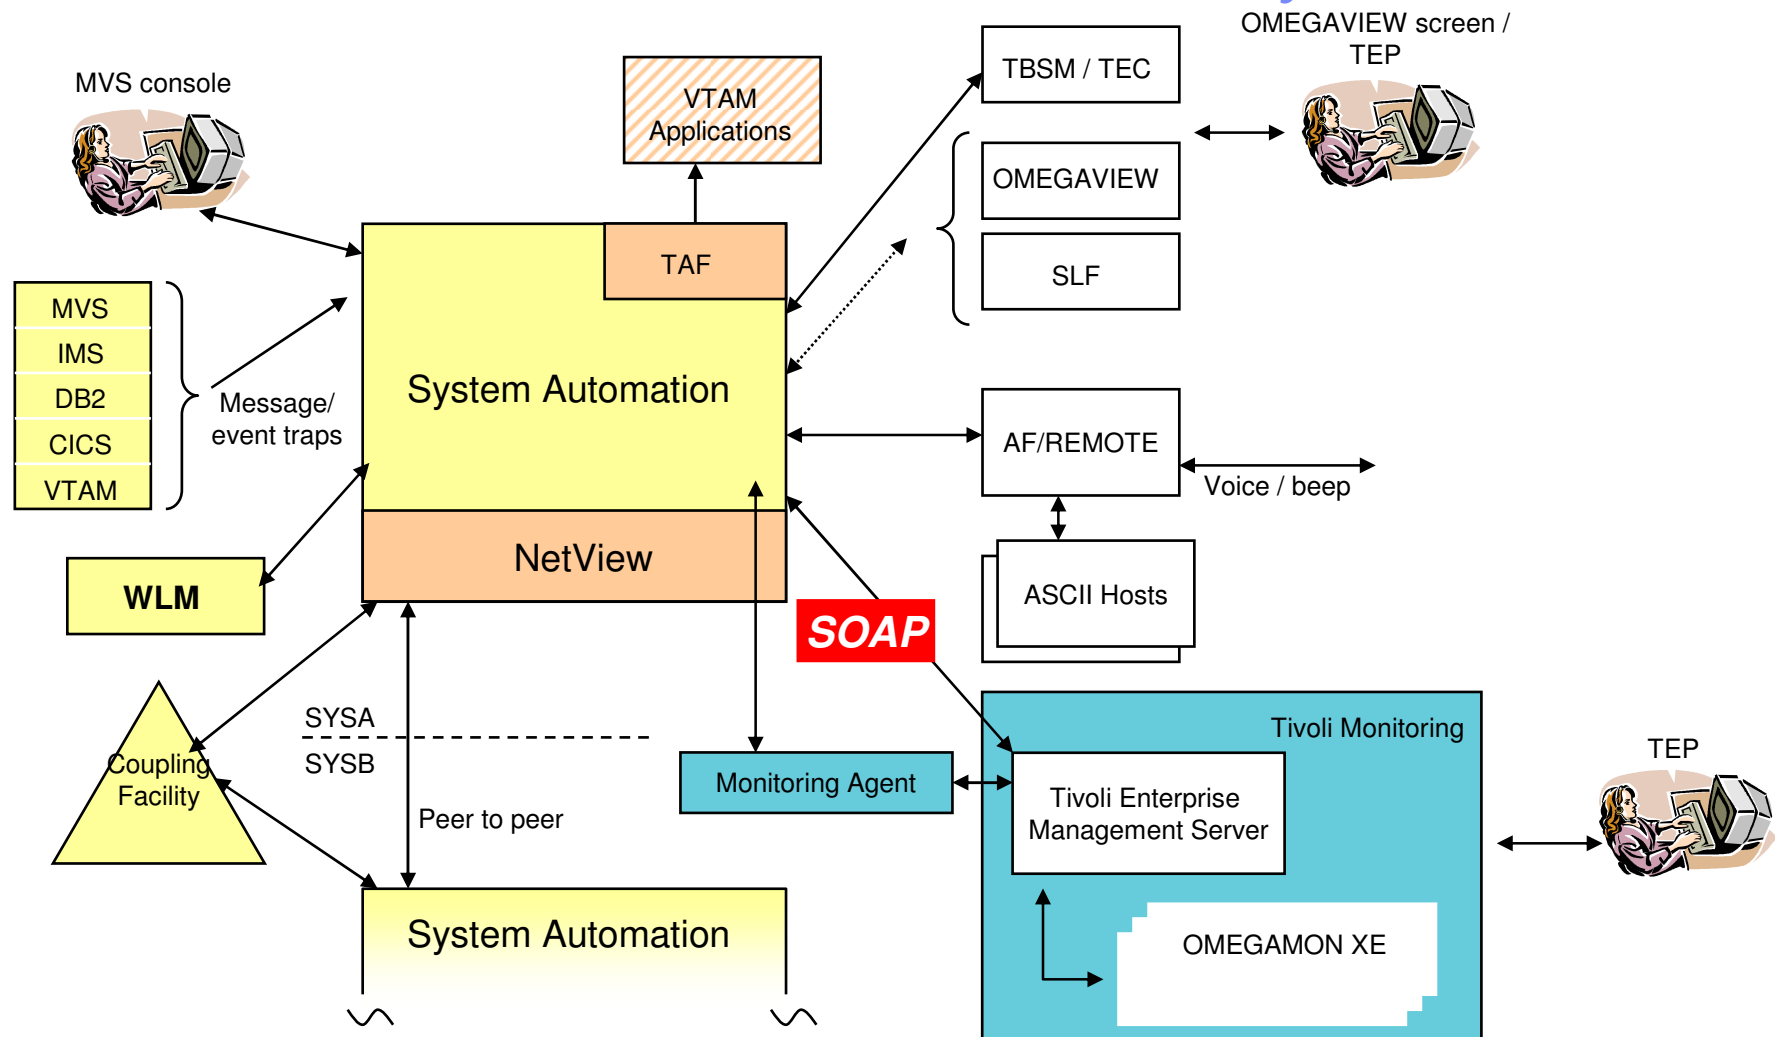 OMEGAVIEW screen /
TEP
MVS console
VTAM
Applications
TBSM / TEC
OMEGAVIEW
SLF
TAF
MVS
IMS
DB2
CICS
VTAM
Message/
event traps
System Automation
AF/REMOTE
Voice / beep
NetView
WLM
ASCII Hosts
SOAP
SYSA
SYSB
Coupling
Facility
Peer to peer
Monitoring Agent
Tivoli Monitoring
Tivoli Enterprise
Management Server
TEP
System Automation
OMEGAMON XE